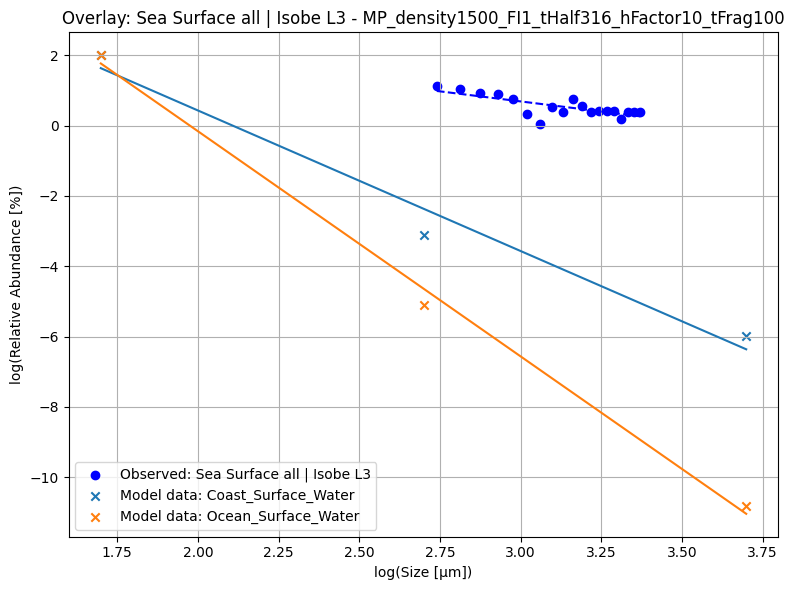 Overlay: Sea Surface all | Isobe L3 - MP_density1500_FI1_tHalf316_hFactor10_tFrag100
log(Relative Abundance [%])
2
0
−2
−4
−6
−8
−10
Observed: Sea Surface all | Isobe L3
Model data: Coast_Surface_Water
Model data: Ocean_Surface_Water
1.75 2.00 2.25 2.50 2.75 3.00 3.25 3.50 3.75
log(Size [µm])